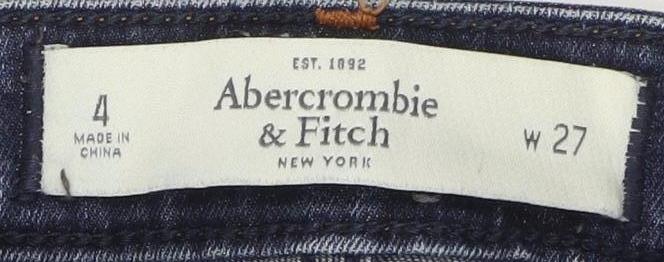 EST. 1892
Abercrombie
& Fitch
NEW YORK
4
MADE IN
CHINA
W 27